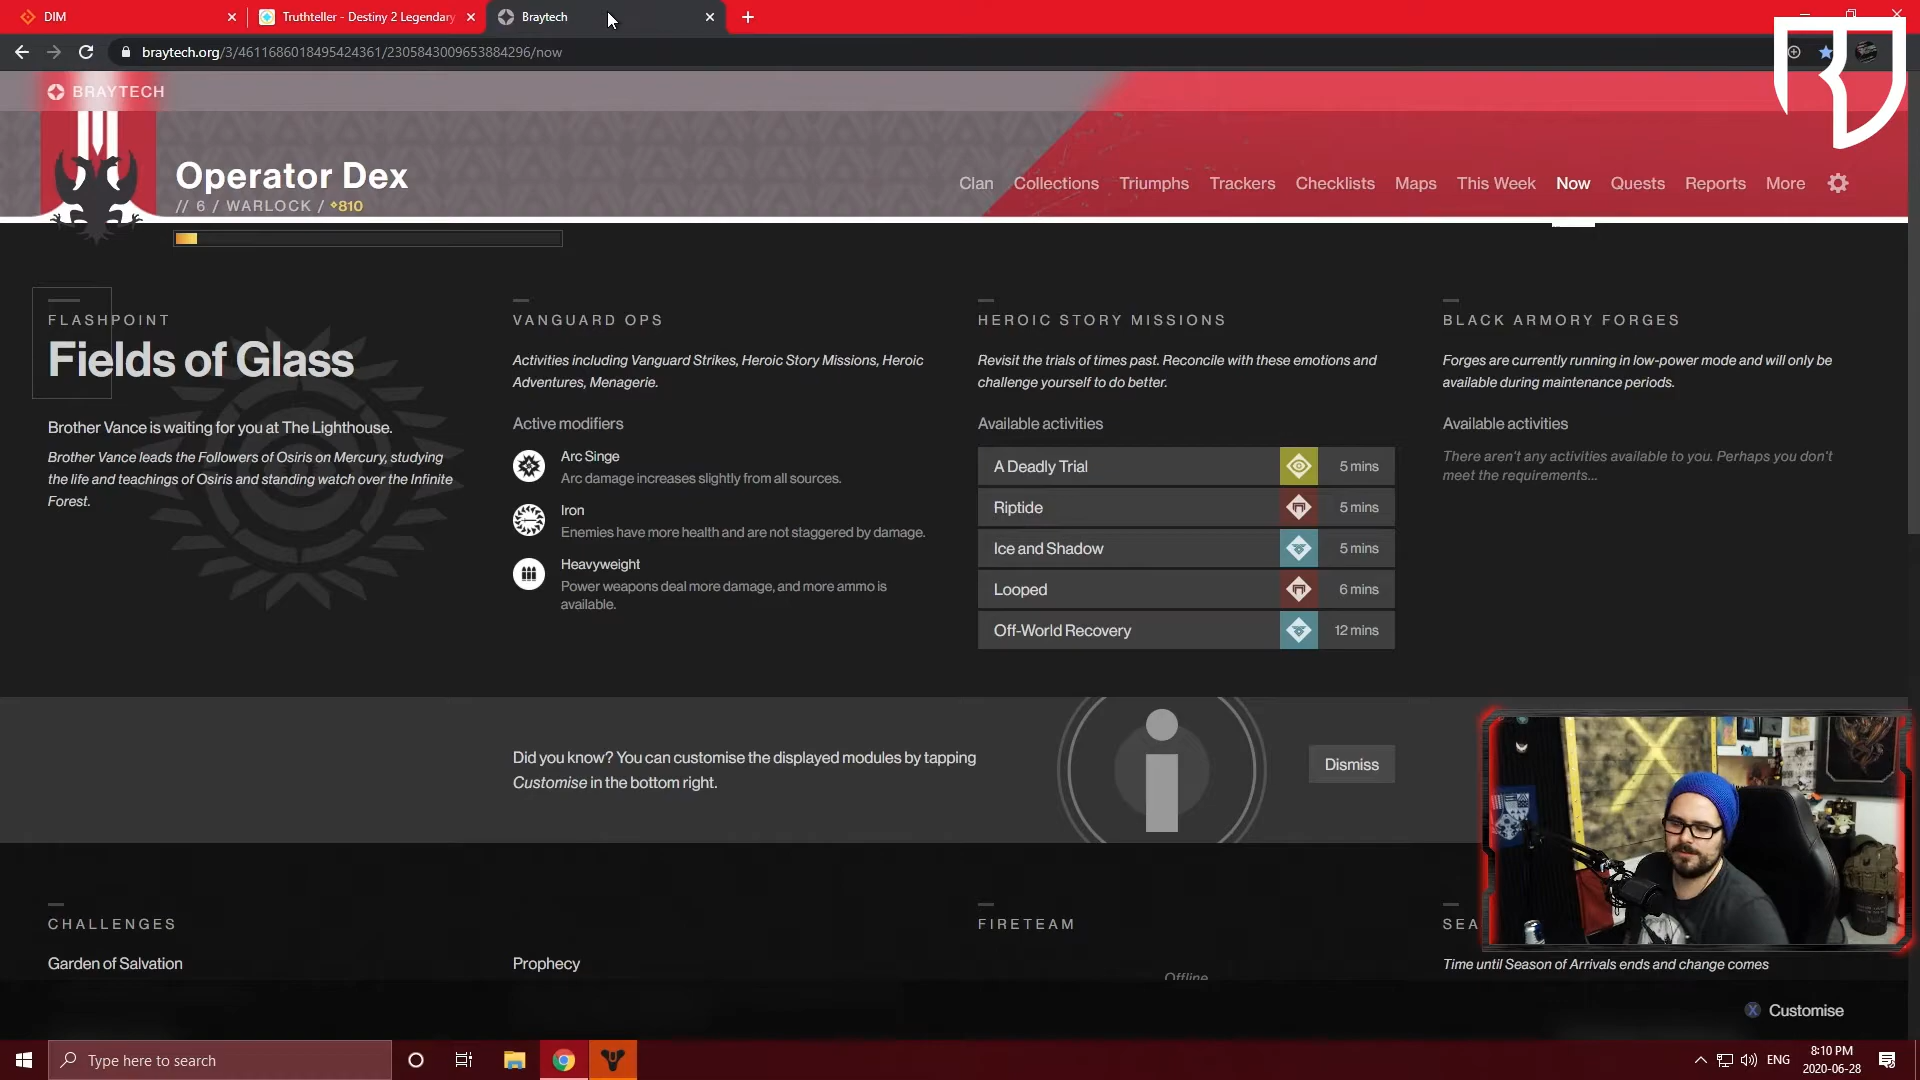 DIM
Truthteller - Destiny 2 Legendary
Braytech
braytech.org/3/4611686018495424361/2305843009653884296/now
BRAYTECH
Operator Dex
// 6 / WARLOCK / 810
Clan Collections Triumphs Trackers Checklists Maps This Week Now Quests Reports More
FLASHPOINT
Fields of Glass
Brother Vance is waiting for you at The Lighthouse.
Brother Vance leads the Followers of Osiris on Mercury, studying
the life and teachings of Osiris and standing watch over the Infinite
Forest.
VANGUARD OPS
Activities including Vanguard Strikes, Heroic Story Missions, Heroic
Adventures, Menagerie.
Active modifiers
Arc Singe
Arc damage increases slightly from all sources.
Iron
Enemies have more health and are not staggered by damage.
Heavyweight
Power weapons deal more damage, and more ammo is
available.
HEROIC STORY MISSIONS
Revisit the trials of times past. Reconcile with these emotions and
challenge yourself to do better.
Available activities
A Deadly Trial 5 mins
Riptide 5 mins
Ice and Shadow 5 mins
Looped 6 mins
Off-World Recovery 12 mins
BLACK ARMORY FORGES
Forges are currently running in low-power mode and will only be
available during maintenance periods.
Available activities
There aren't any activities available to you. Perhaps you don't
meet the requirements...
Did you know? You can customise the displayed modules by tapping
Customise in the bottom right.
Dismiss
CHALLENGES
Garden of Salvation
Prophecy
FIRETEAM
Offline
SEA
Time until Season of Arrivals ends and change comes
X Customise
Type here to search
ENG
8:10 PM
2020-06-28